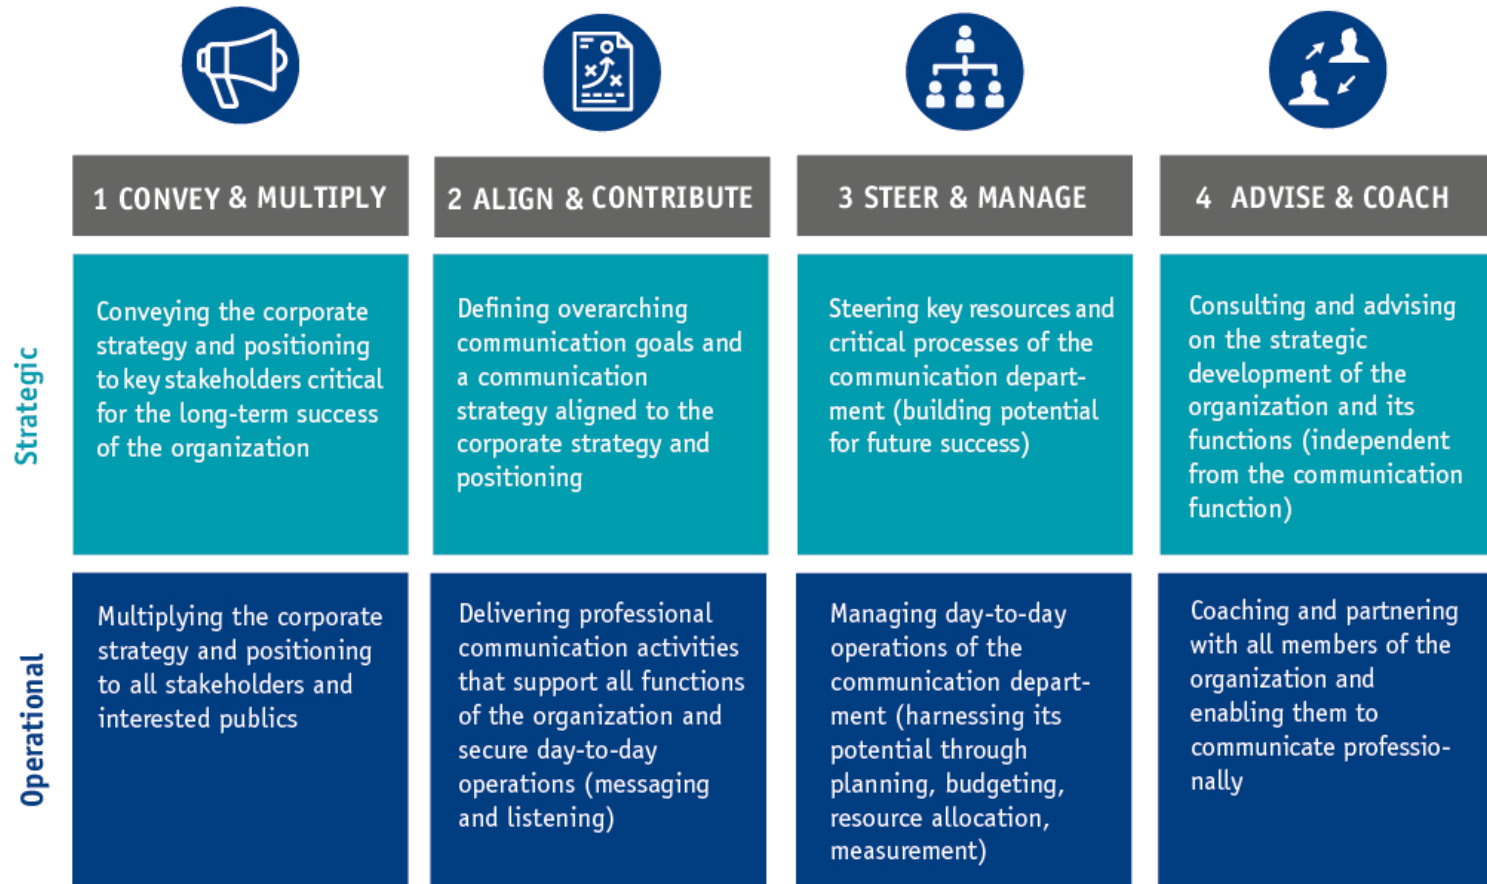 1 CONVEY & MULTIPLY
2 ALIGN & CONTRIBUTE
3 STEER & MANAGE
4 ADVISE & COACH
Strategic
Conveying the corporate
strategy and positioning
to key stakeholders critical
for the long-term success
of the organization
Defining overarching
communication goals and
a communication
strategy aligned to the
corporate strategy and
positioning
Steering key resources and
critical processes of the
communication depart-
ment (building potential
for future success)
Consulting and advising
on the strategic
development of the
organization and its
functions (independent
from the communication
function)
Operational
Multiplying the corporate
strategy and positioning
to all stakeholders and
interested publics
Delivering professional
communication activities
that support all functions
of the organization and
secure day-to-day
operations (messaging
and listening)
Managing day-to-day
operations of the
communication depart-
ment (harnessing its
potential through
planning, budgeting,
resource allocation,
measurement)
Coaching and partnering
with all members of the
organization and
enabling them to
communicate professio-
nally